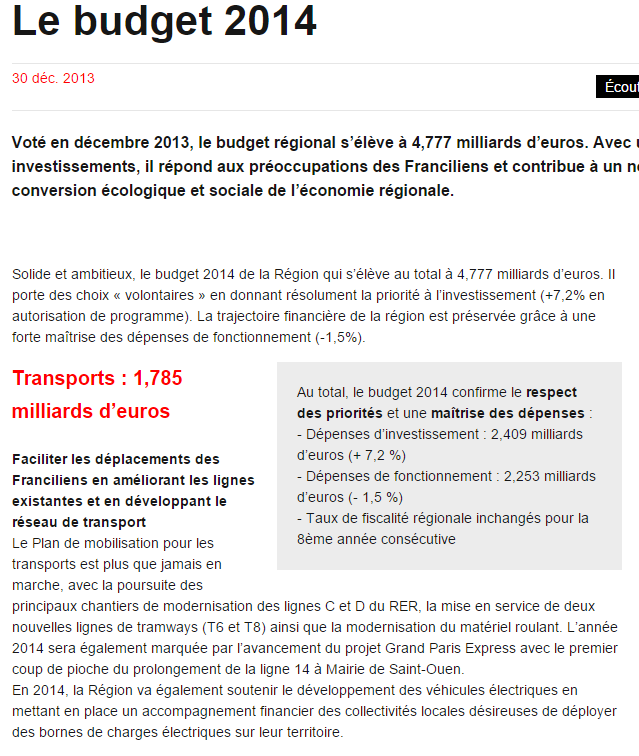 Le budget 2014
30 déc. 2013
Écout
Voté en décembre 2013, le budget régional s’élève à 4,777 milliards d’euros. Avec
investissements, il répond aux préoccupations des Franciliens et contribue à un
conversion écologique et sociale de l’économie régionale.
Solide et ambitieux, le budget 2014 de la Région qui s’élève au total à 4,777 milliards d’euros. Il
porte des choix « volontaires » en donnant résolument la priorité à l’investissement (+7,2% en
autorisation de programme). La trajectoire financière de la région est préservée grâce à une
forte maîtrise des dépenses de fonctionnement (-1,5%).
Transports : 1,785
milliards d’euros
Au total, le budget 2014 confirme le respect
des priorités et une maîtrise des dépenses :
- Dépenses d’investissement : 2,409 milliards
d’euros (+ 7,2 %)
- Dépenses de fonctionnement : 2,253 milliards
d’euros (- 1,5 %)
- Taux de fiscalité régionale inchangés pour la
8ème année consécutive
Faciliter les déplacements des
Franciliens en améliorant les lignes
existantes et en développant le
réseau de transport
Le Plan de mobilisation pour les
transports est plus que jamais en
marche, avec la poursuite des
principaux chantiers de modernisation des lignes C et D du RER, la mise en service de deux
nouvelles lignes de tramways (T6 et T8) ainsi que la modernisation du matériel roulant. L’année
2014 sera également marquée par l’avancement du projet Grand Paris Express avec le premier
coup de pioche du prolongement de la ligne 14 à Mairie de Saint-Ouen.
En 2014, la Région va également soutenir le développement des véhicules électriques en
mettant en place un accompagnement financier des collectivités locales désireuses de déployer
des bornes de charges électriques sur leur territoire.